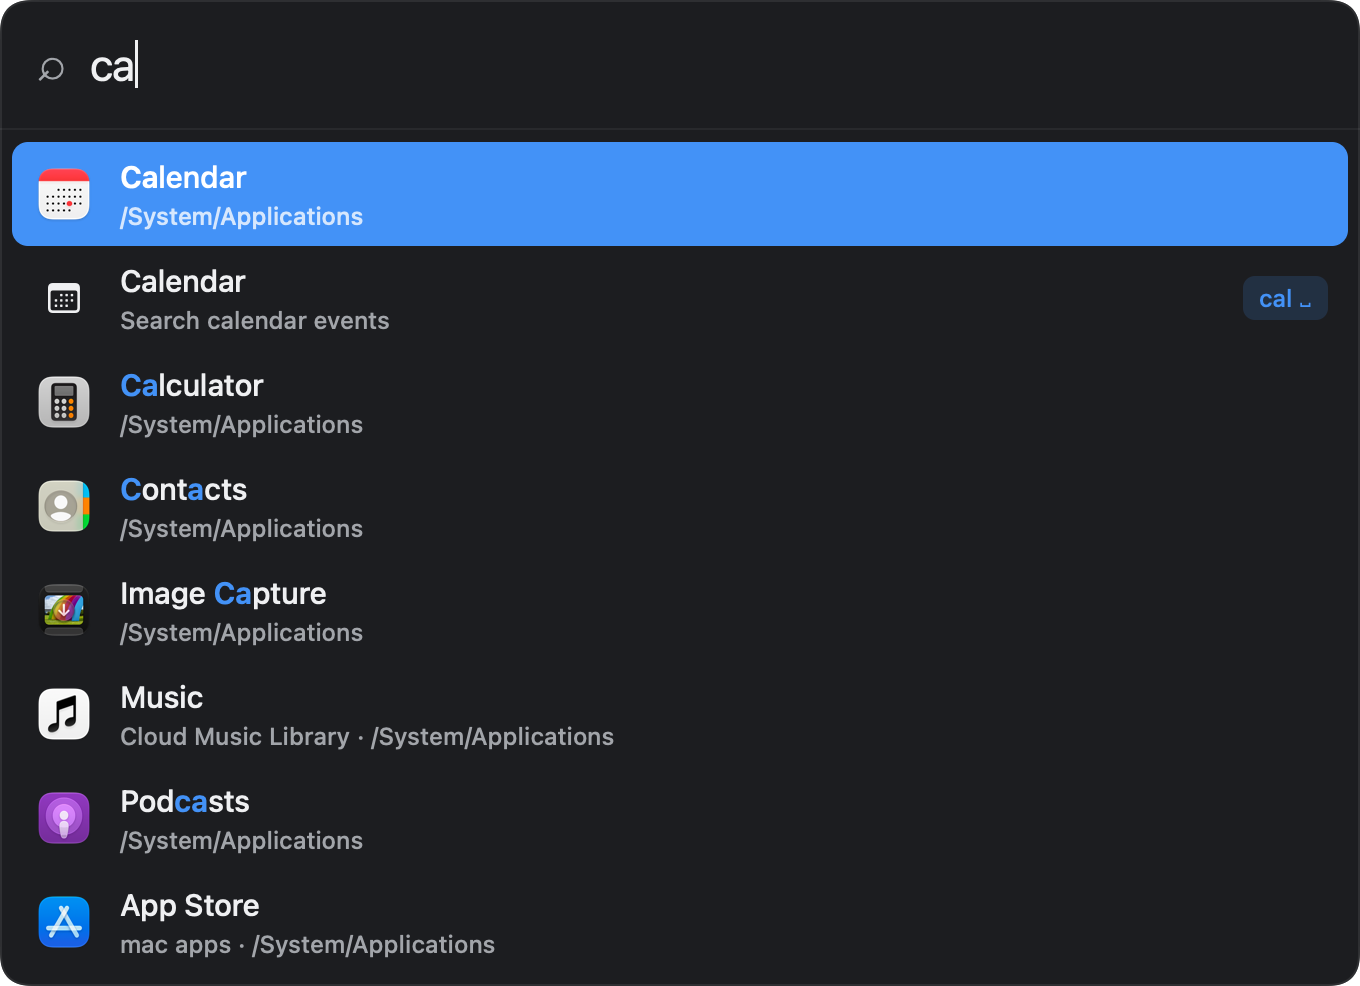 ca
Calendar
/System/Applications
Calendar
Search calendar events
cal ⎵
Calculator
/System/Applications
Contacts
/System/Applications
Image Capture
/System/Applications
Music
Cloud Music Library · /System/Applications
Podcasts
/System/Applications
App Store
mac apps · /System/Applications